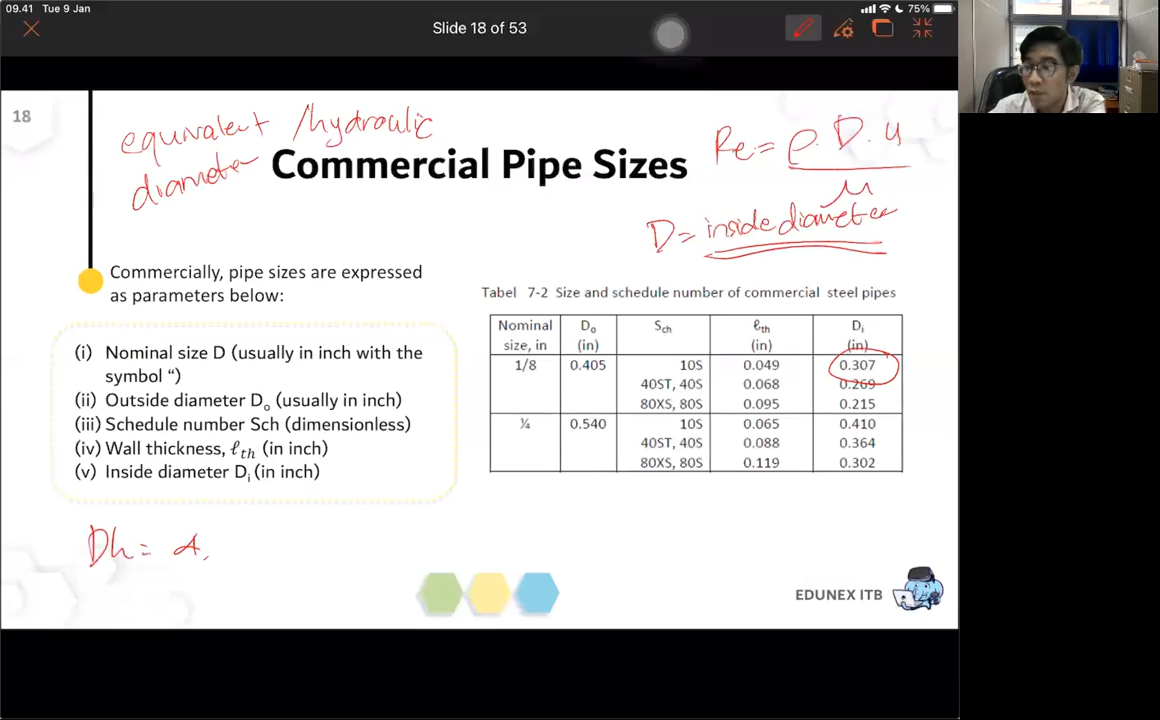 09.41 Tue 9 Jan
75%
Slide 18 of 53
18
equivalent /hydraulic
diameter
Commercial Pipe Sizes
Re = ρ. D. u
μ
D = inside diameter
Commercially, pipe sizes are expressed
as parameters below:
(i) Nominal size D (usually in inch with the
symbol ")
(ii) Outside diameter Dₒ (usually in inch)
(iii) Schedule number Sch (dimensionless)
(iv) Wall thickness, ℓth (in inch)
(v) Inside diameter Dᵢ (in inch)
Tabel 7-2 Size and schedule number of commercial steel pipes
Nominal size, in Dₒ (in) Sch ℓth (in) Dᵢ (in)
1/8 0.405 10S 0.049 0.307
40ST, 40S 0.068 0.269
80XS, 80S 0.095 0.215
¼ 0.540 10S 0.065 0.410
40ST, 40S 0.088 0.364
80XS, 80S 0.119 0.302
Dh =
EDUNEX ITB